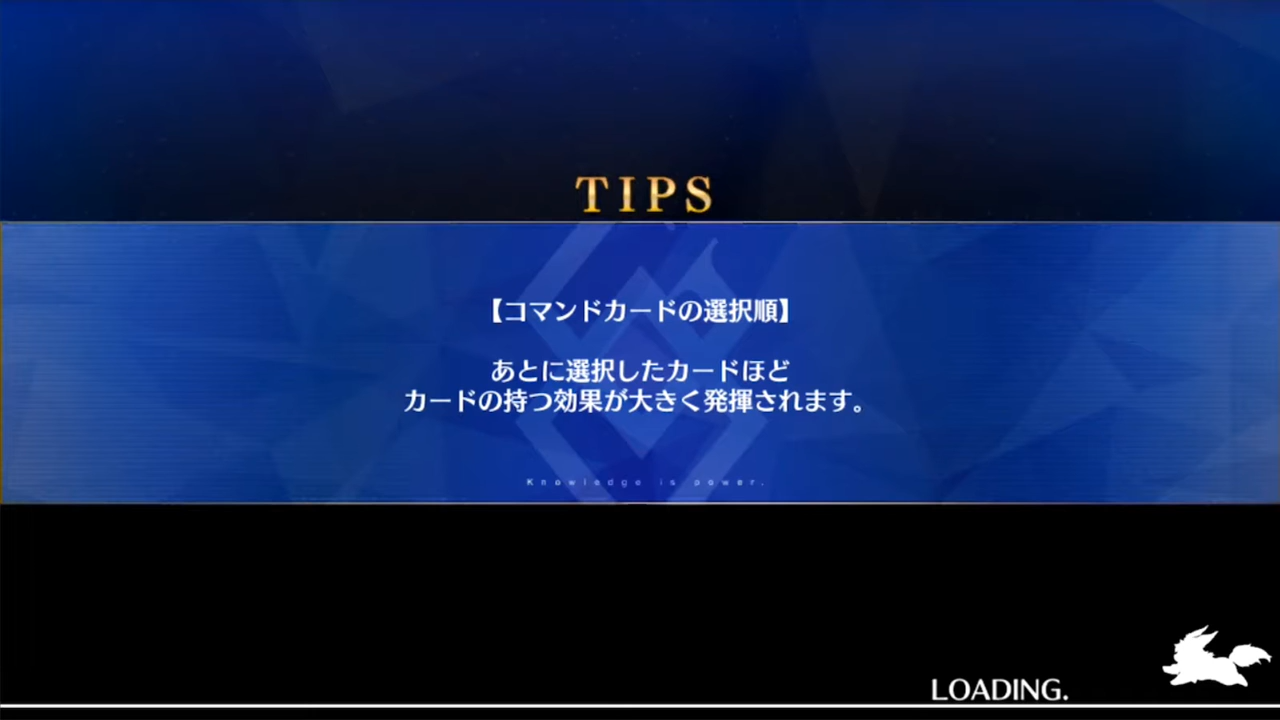 TIPS
【コマンドカードの選択順】
あとに選択したカードほど
カードの持つ効果が大きく発揮されます。
Knowledge is power.
LOADING.